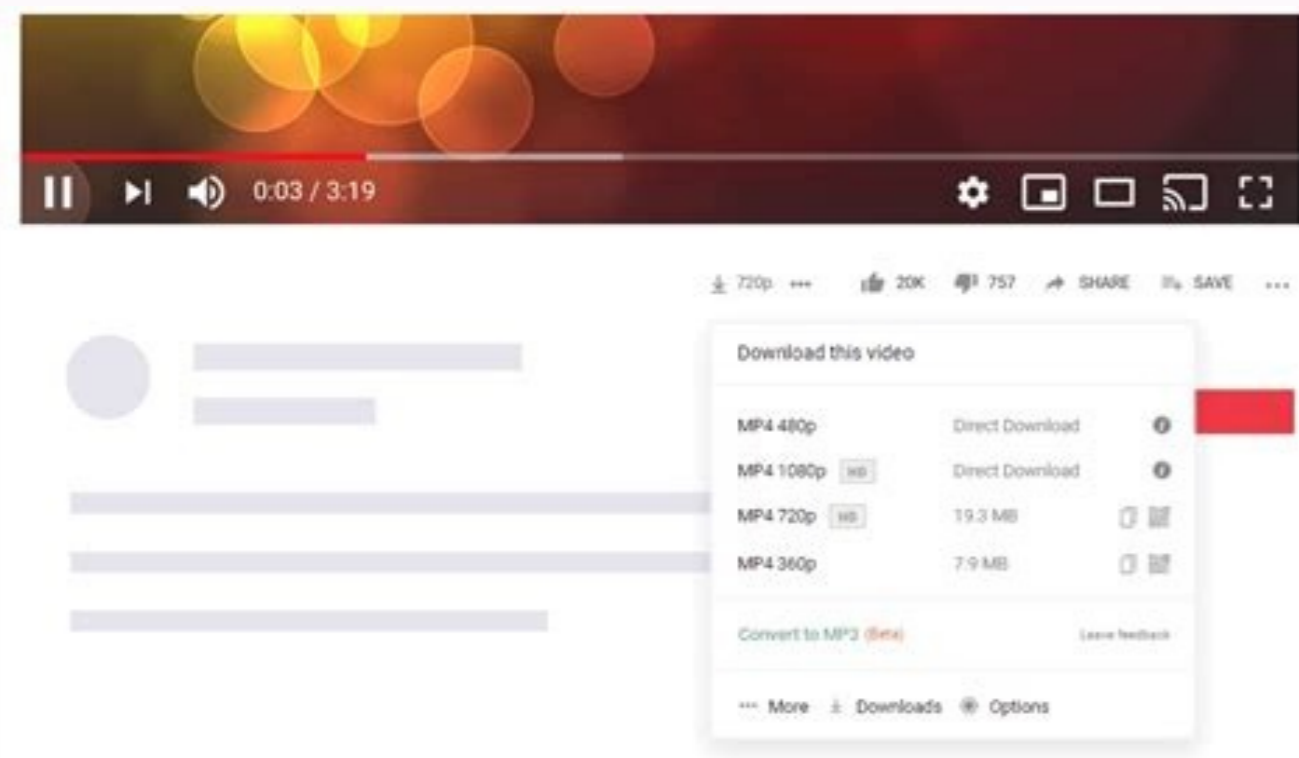 0:03 / 3:19
720p ••• 20K 757 SHARE SAVE •••
Download this video
MP4 480p Direct Download
MP4 1080p HD Direct Download
MP4 720p HD 19.3 MB
MP4 360p 7.9 MB
Convert to MP3 (Beta) Leave feedback
••• More Downloads Options